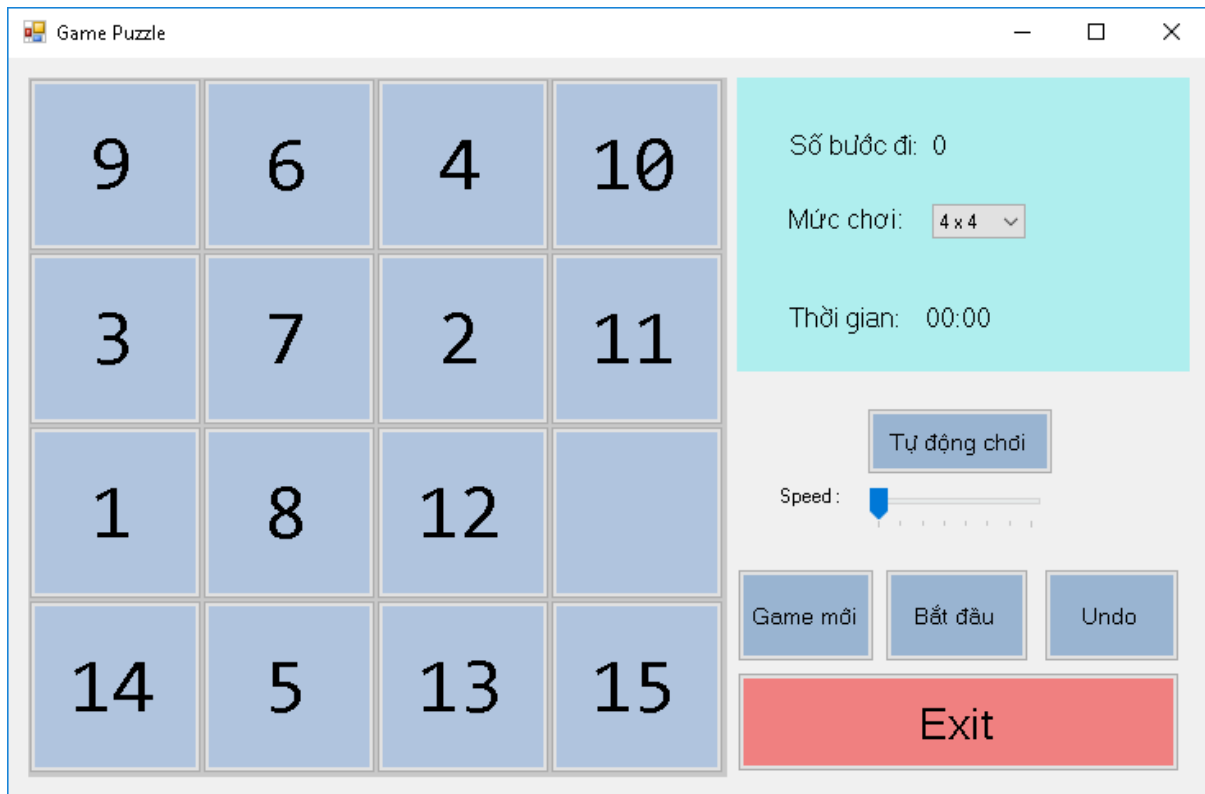 Game Puzzle
9 6 4 10
3 7 2 11
1 8 12
14 5 13 15
Số bước đi: 0
Mức chơi: 4 x 4
Thời gian: 00:00
Tự động chơi
Speed :
Game mới Bắt đầu Undo
Exit